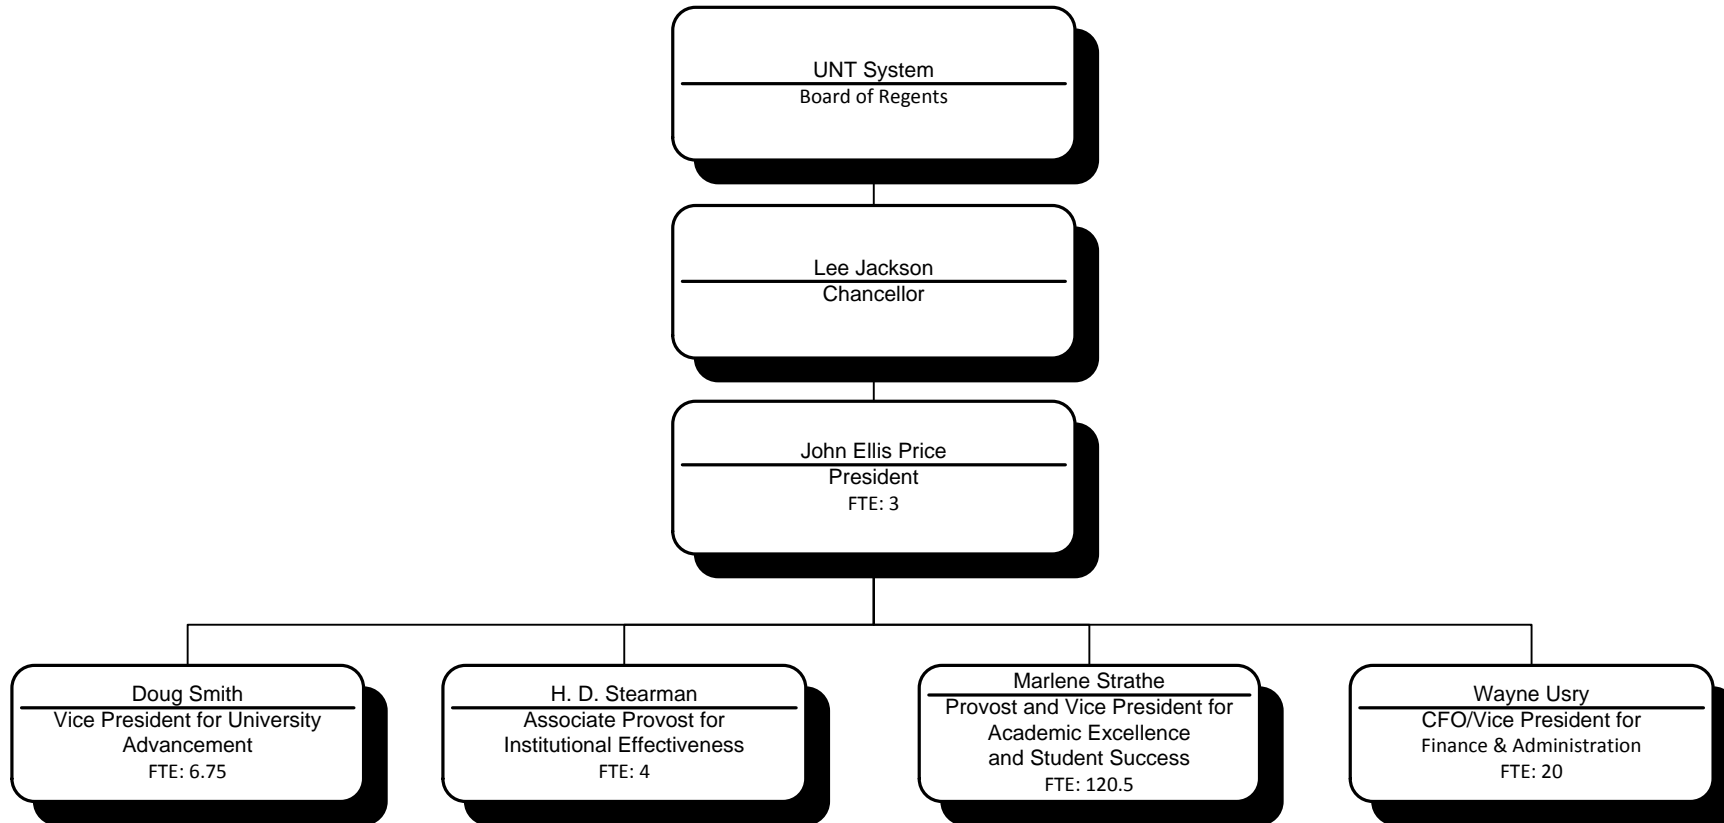 UNT System
Board of Regents
Lee Jackson
Chancellor
John Ellis Price
President
FTE: 3
Doug Smith
Vice President for University
Advancement
FTE: 6.75
H. D. Stearman
Associate Provost for
Institutional Effectiveness
FTE: 4
Marlene Strathe
Provost and Vice President for
Academic Excellence
and Student Success
FTE: 120.5
Wayne Usry
CFO/Vice President for
Finance & Administration
FTE: 20